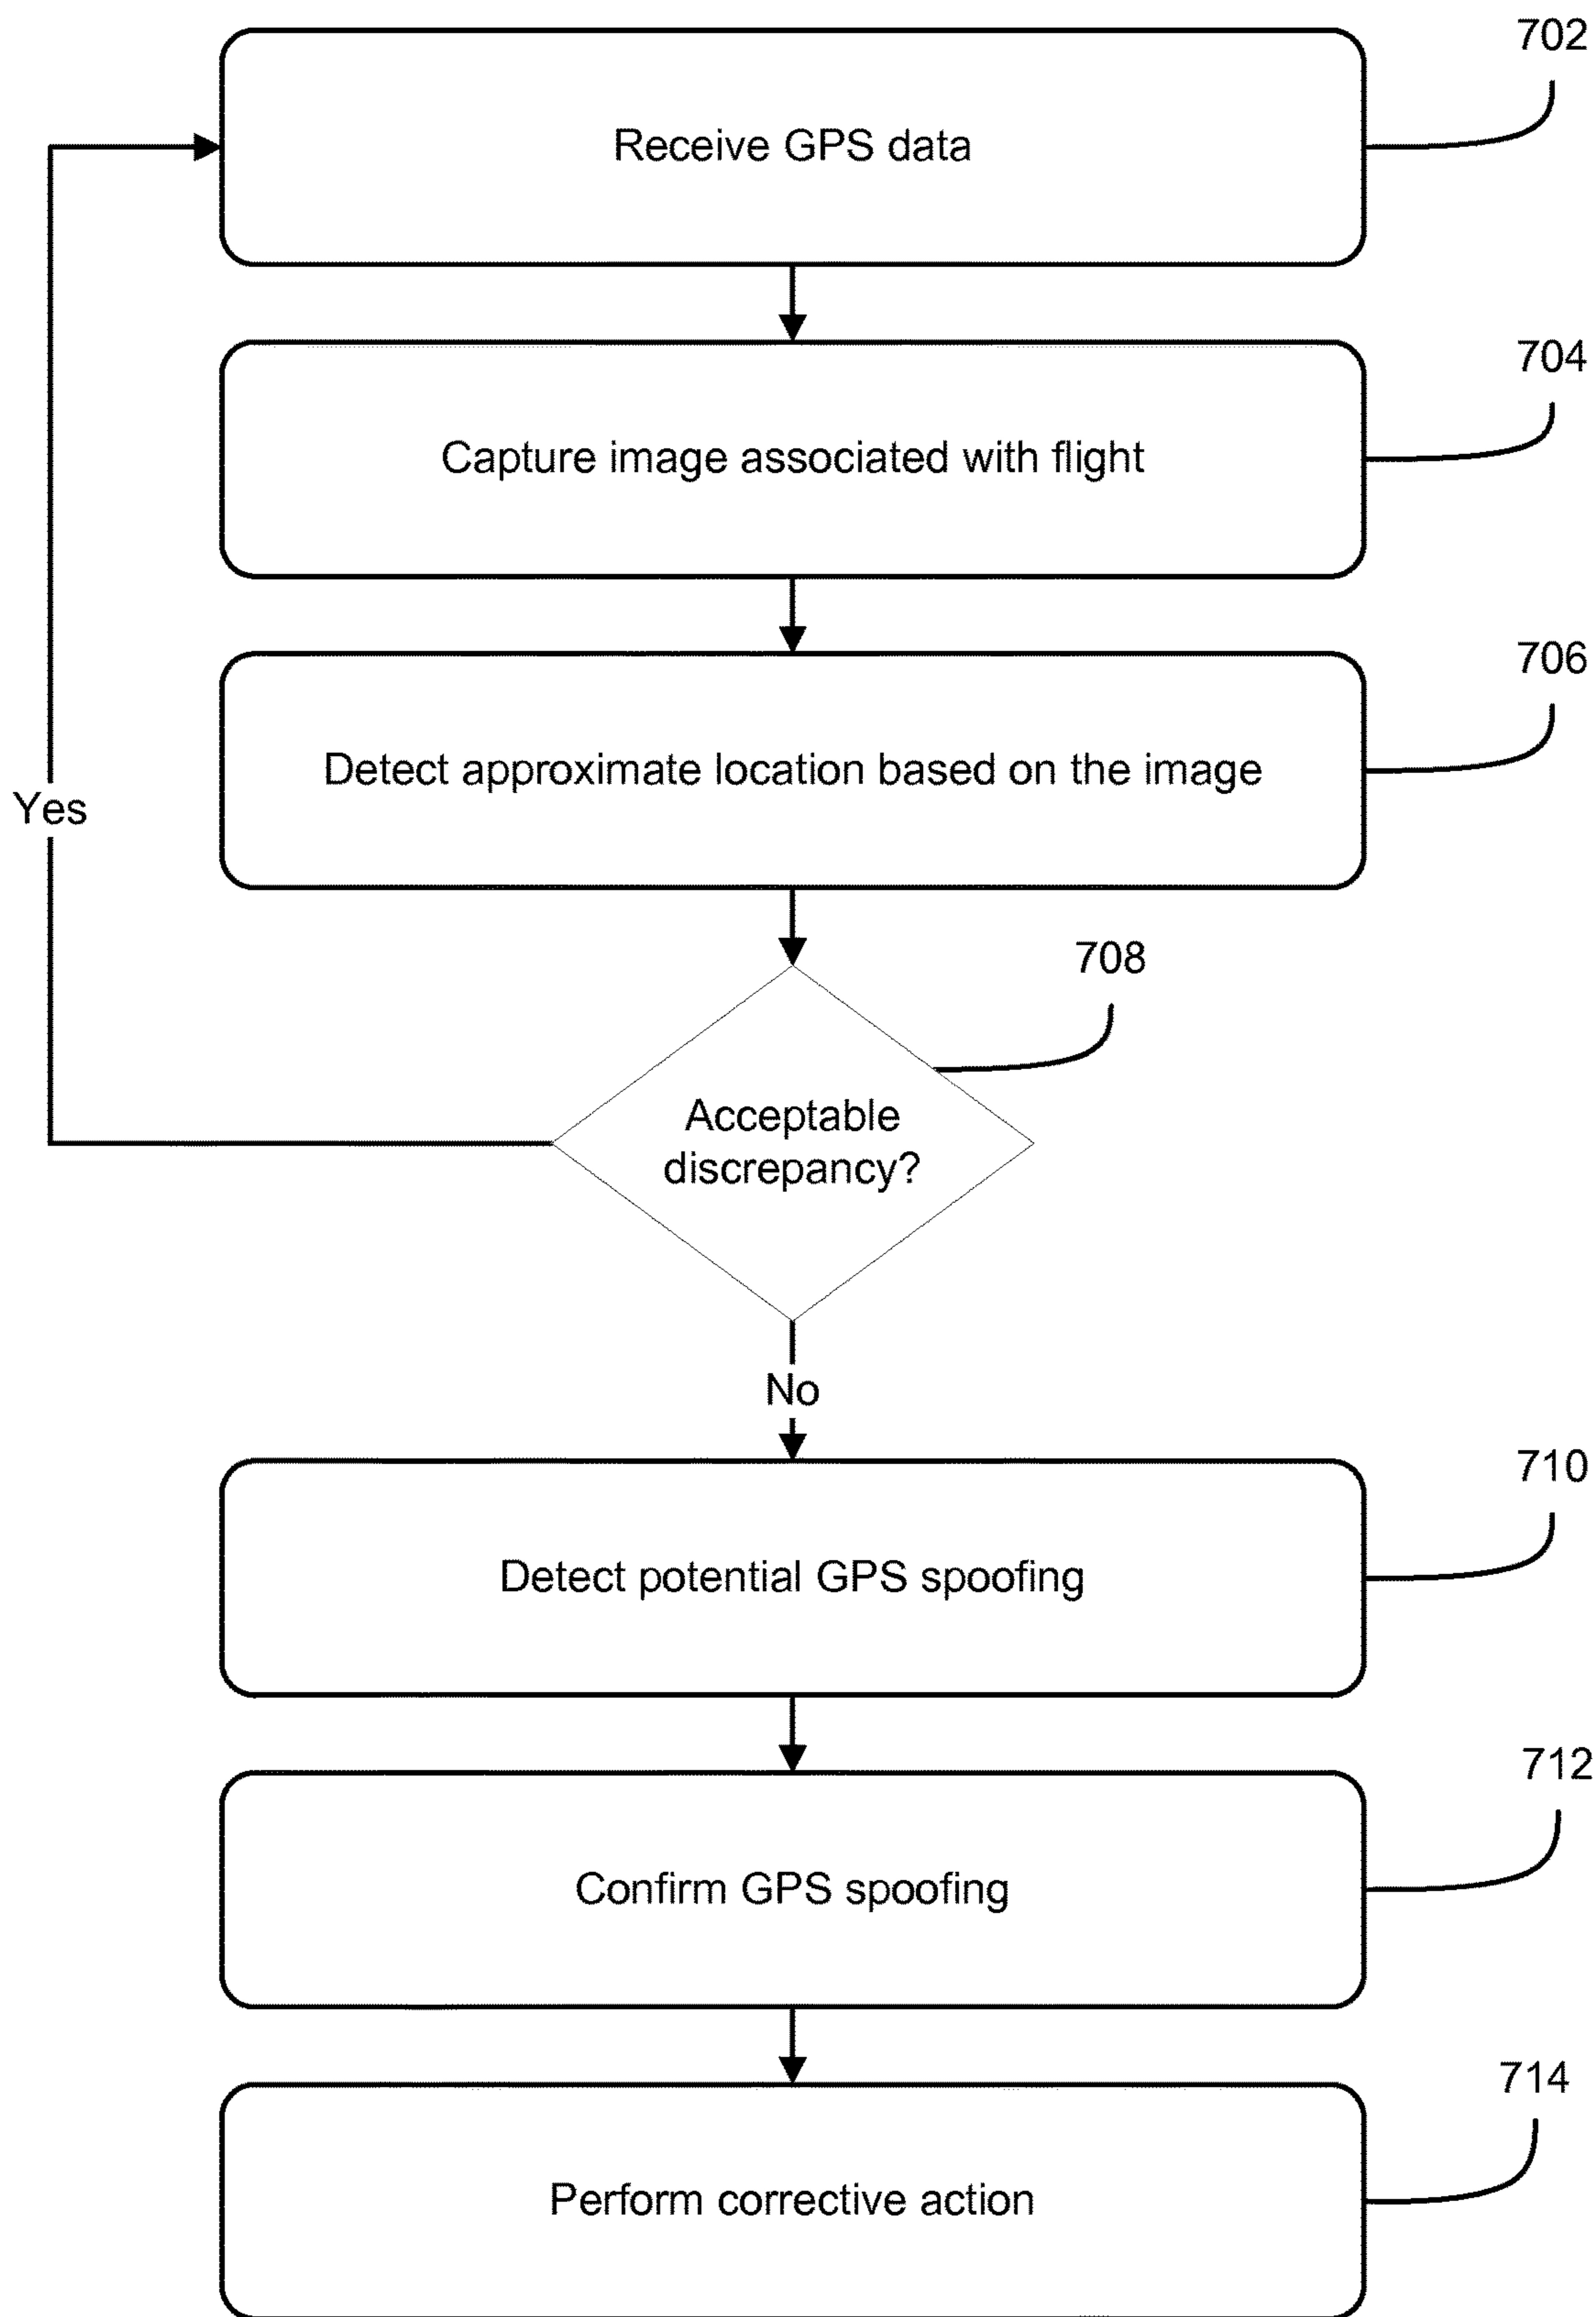 702
Receive GPS data
704
Capture image associated with flight
706
Detect approximate location based on the image
Yes
708
Acceptable
discrepancy?
No
710
Detect potential GPS spoofing
712
Confirm GPS spoofing
714
Perform corrective action